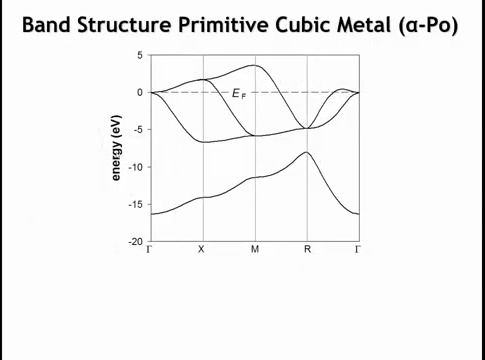 Band Structure Primitive Cubic Metal (α-Po)
5
0
-5
-10
-15
-20
energy (eV)
E F
Γ X M R Γ